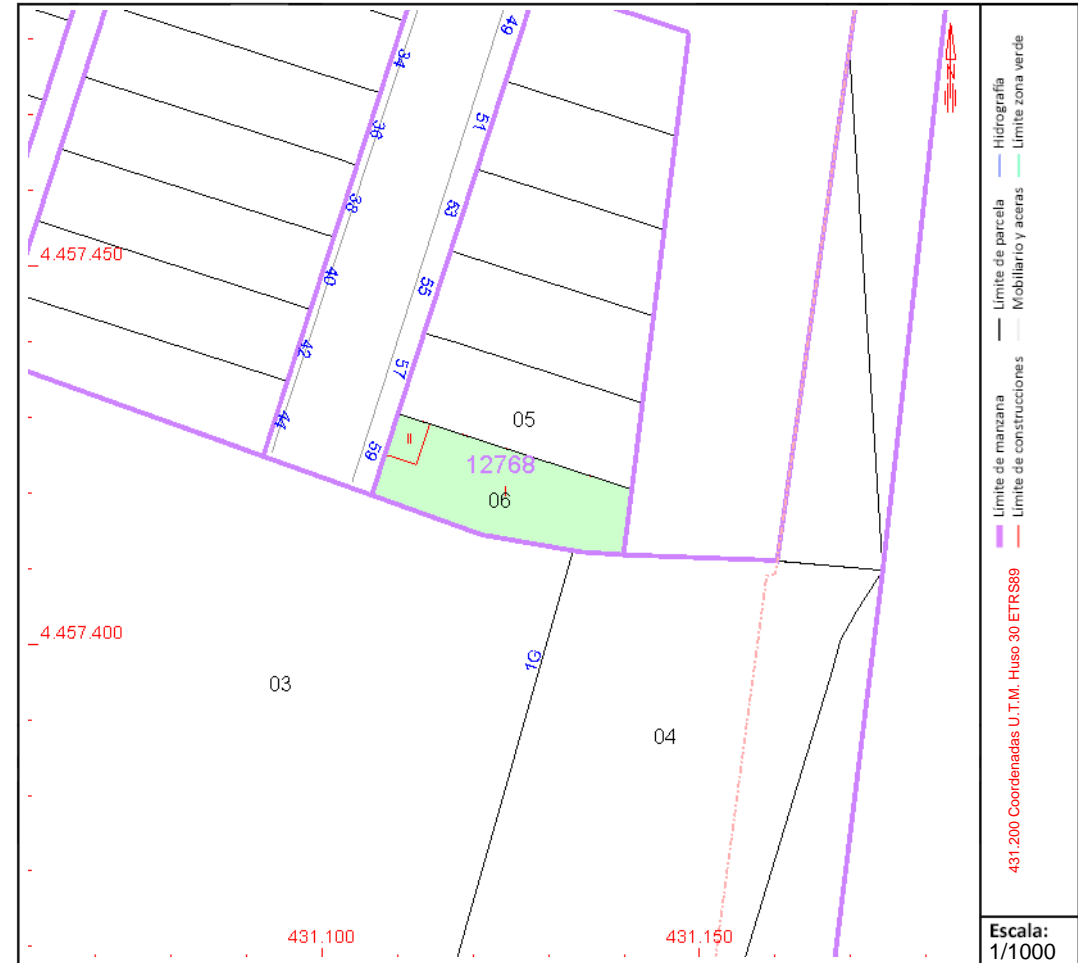 49
34
51
36
53
38
4.457.450
40
55
42
57
44
59
II
05
12768
I
06
4.457.400
1G
03
04
431.100
431.150
Hidrografía
Límite zona verde
Límite de parcela
Mobiliario y aceras
Límite de manzana
Límite de construcciones
431.200 Coordenadas U.T.M. Huso 30 ETRS89
N
Escala:
1/1000